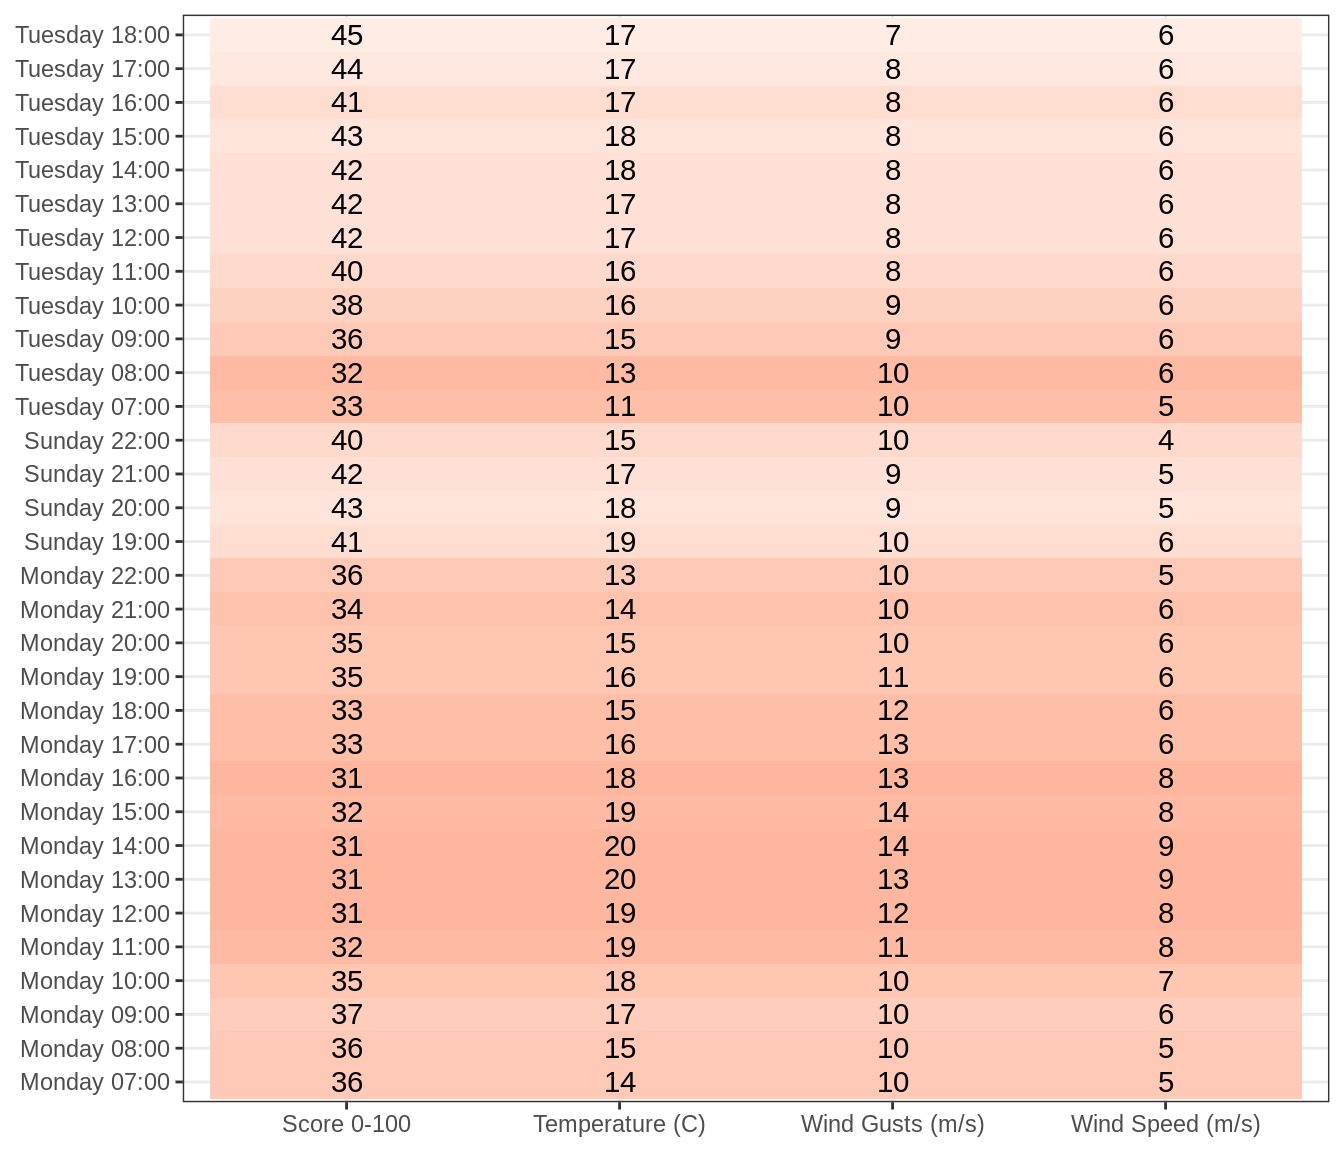 Tuesday 18:00 45 17 7 6
Tuesday 17:00 44 17 8 6
Tuesday 16:00 41 17 8 6
Tuesday 15:00 43 18 8 6
Tuesday 14:00 42 18 8 6
Tuesday 13:00 42 17 8 6
Tuesday 12:00 42 17 8 6
Tuesday 11:00 40 16 8 6
Tuesday 10:00 38 16 9 6
Tuesday 09:00 36 15 9 6
Tuesday 08:00 32 13 10 6
Tuesday 07:00 33 11 10 5
Sunday 22:00 40 15 10 4
Sunday 21:00 42 17 9 5
Sunday 20:00 43 18 9 5
Sunday 19:00 41 19 10 6
Monday 22:00 36 13 10 5
Monday 21:00 34 14 10 6
Monday 20:00 35 15 10 6
Monday 19:00 35 16 11 6
Monday 18:00 33 15 12 6
Monday 17:00 33 16 13 6
Monday 16:00 31 18 13 8
Monday 15:00 32 19 14 8
Monday 14:00 31 20 14 9
Monday 13:00 31 20 13 9
Monday 12:00 31 19 12 8
Monday 11:00 32 19 11 8
Monday 10:00 35 18 10 7
Monday 09:00 37 17 10 6
Monday 08:00 36 15 10 5
Monday 07:00 36 14 10 5
Score 0-100 Temperature (C) Wind Gusts (m/s) Wind Speed (m/s)